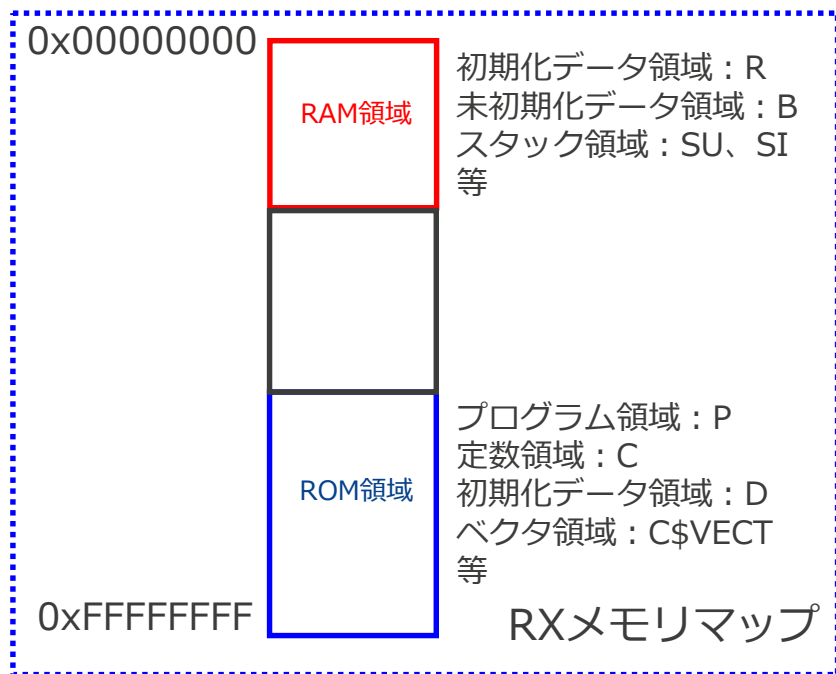 0x00000000
RAM領域
初期化データ領域：R
未初期化データ領域：B
スタック領域：SU、SI
等
プログラム領域：P
定数領域：C
ROM領域
初期化データ領域：D
ベクタ領域：C$VECT
等
0xFFFFFFFF
RXメモリマップ